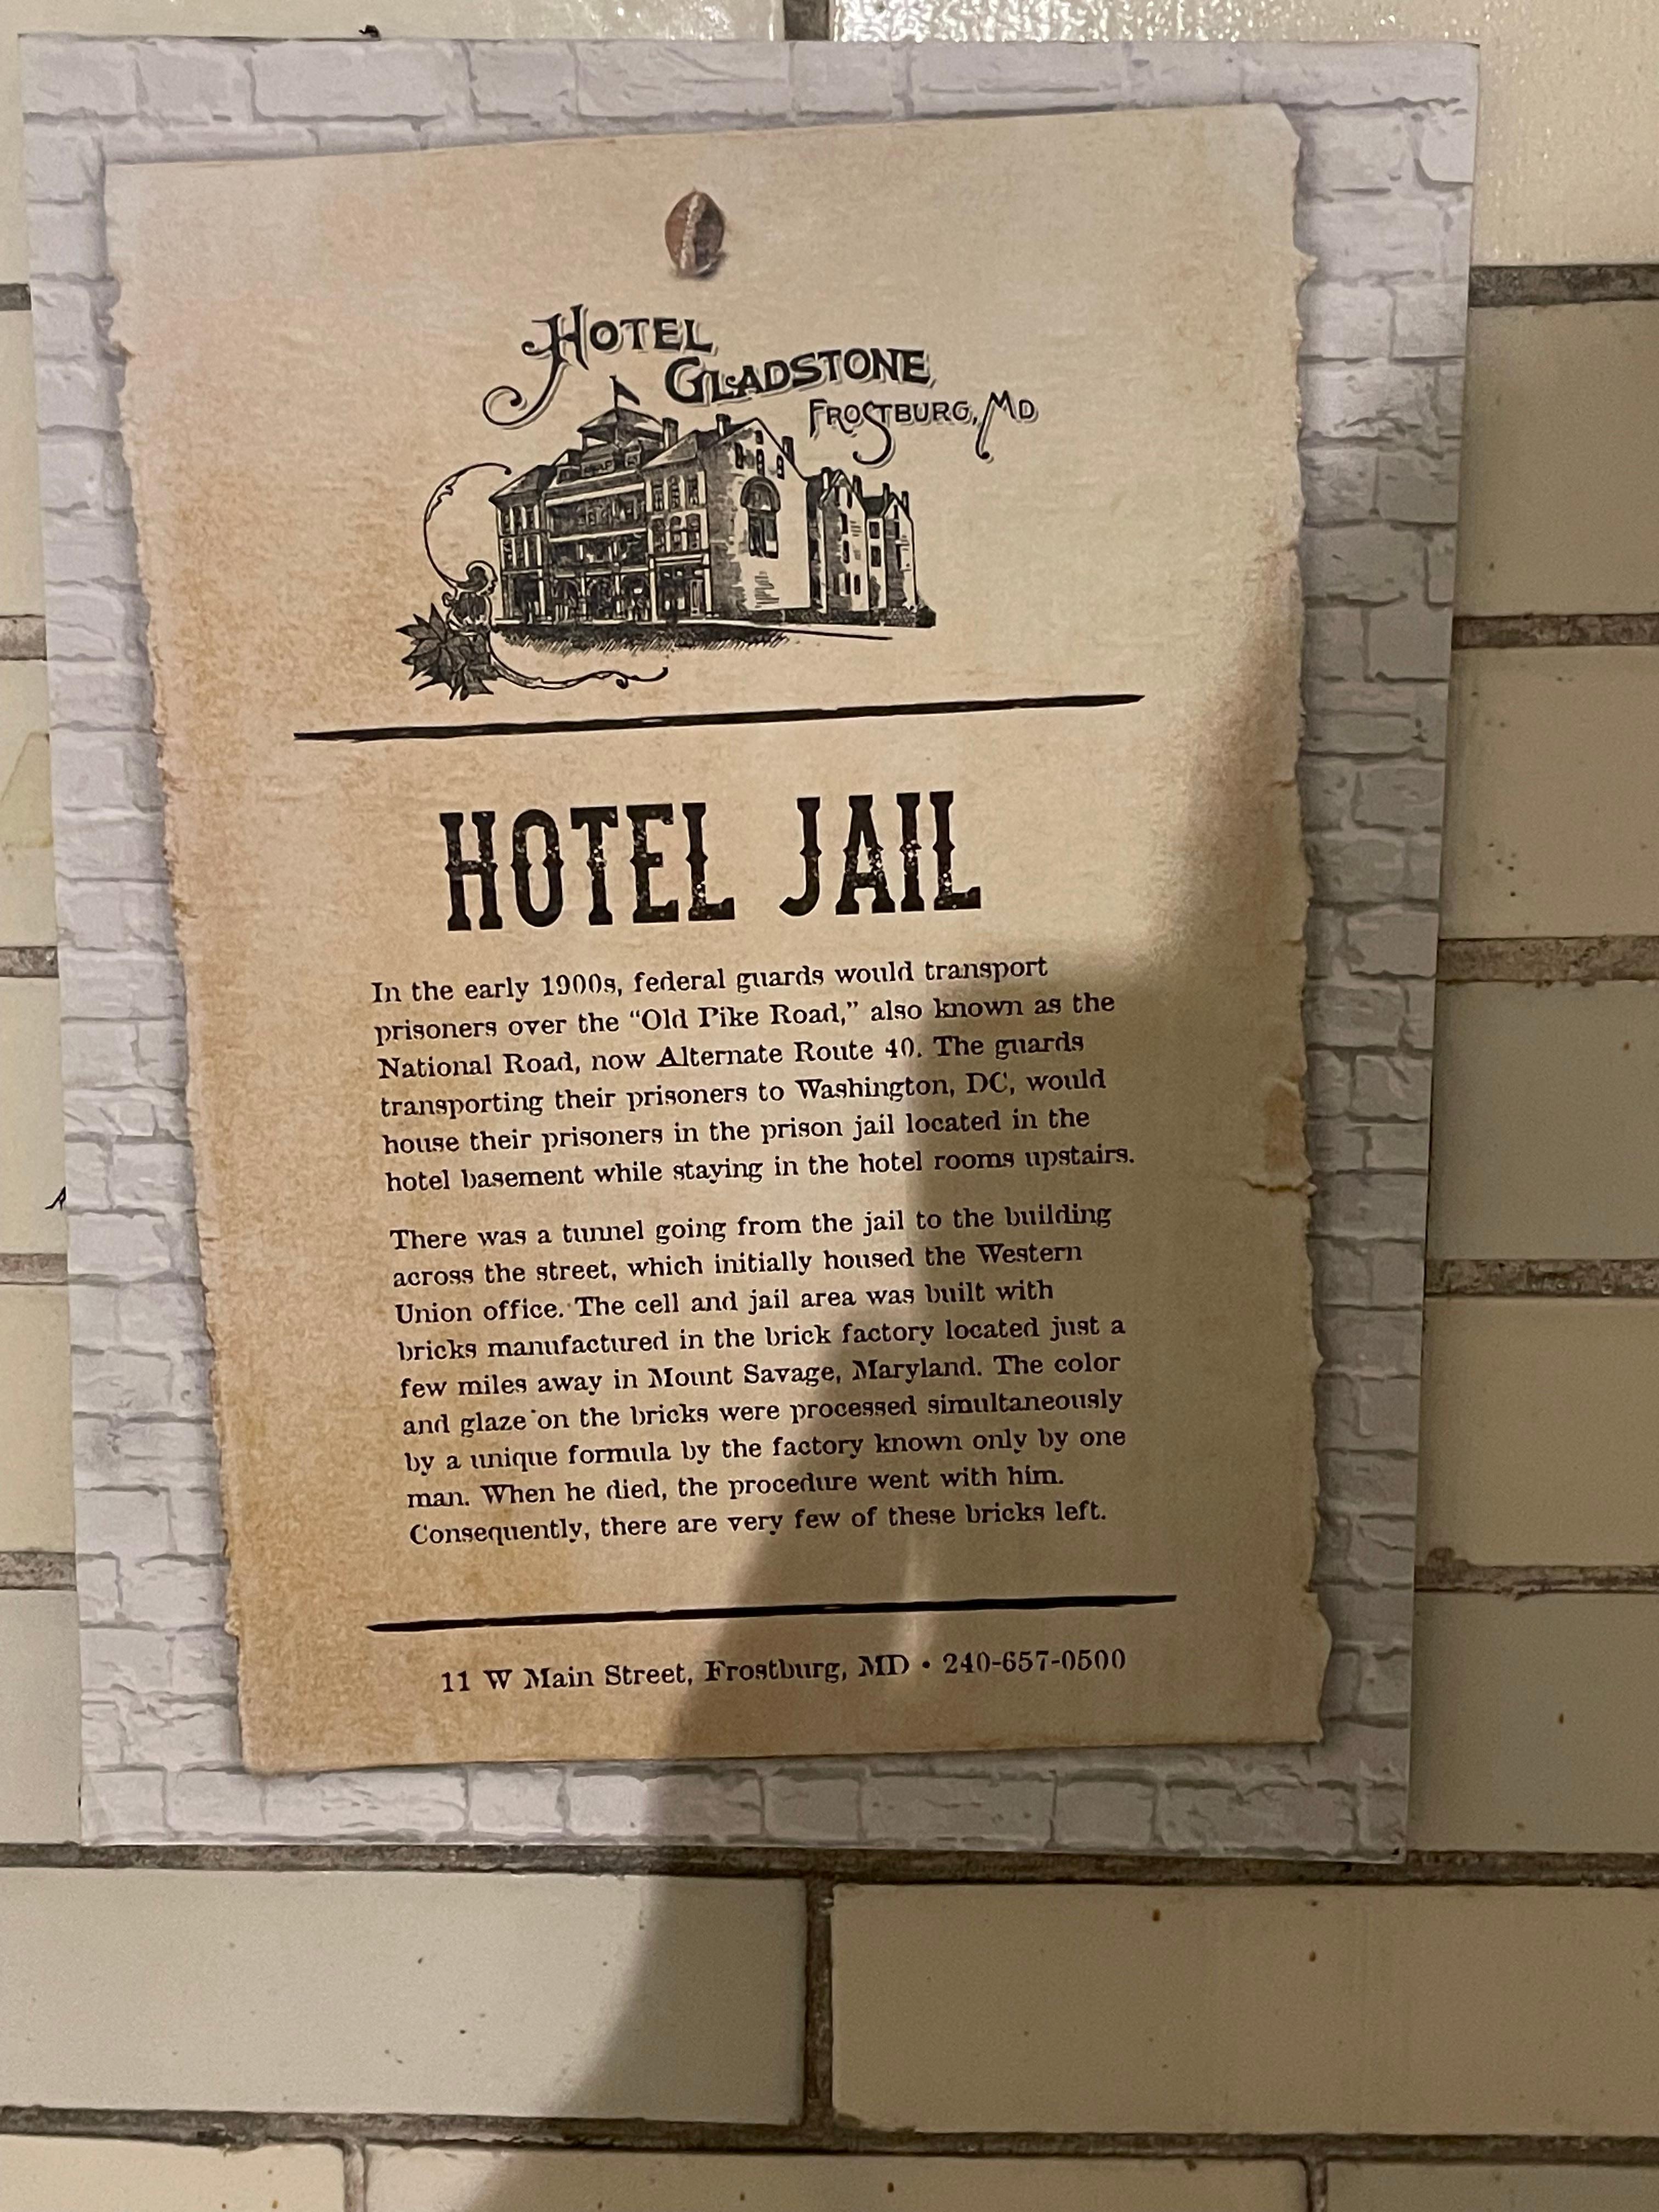 HOTEL
GLADSTONE
FROSTBURG, MD
HOTEL JAIL
In the early 1900s, federal guards would transport
prisoners over the “Old Pike Road,” also known as the
National Road, now Alternate Route 40. The guards
transporting their prisoners to Washington, DC, would
house their prisoners in the prison jail located in the
hotel basement while staying in the hotel rooms upstairs.
There was a tunnel going from the jail to the building
across the street, which initially housed the Western
Union office. The cell and jail area was built with
bricks manufactured in the brick factory located just a
few miles away in Mount Savage, Maryland. The color
and glaze on the bricks were processed simultaneously
by a unique formula by the factory known only by one
man. When he died, the procedure went with him.
Consequently, there are very few of these bricks left.
11 W Main Street, Frostburg, MD • 240-657-0500